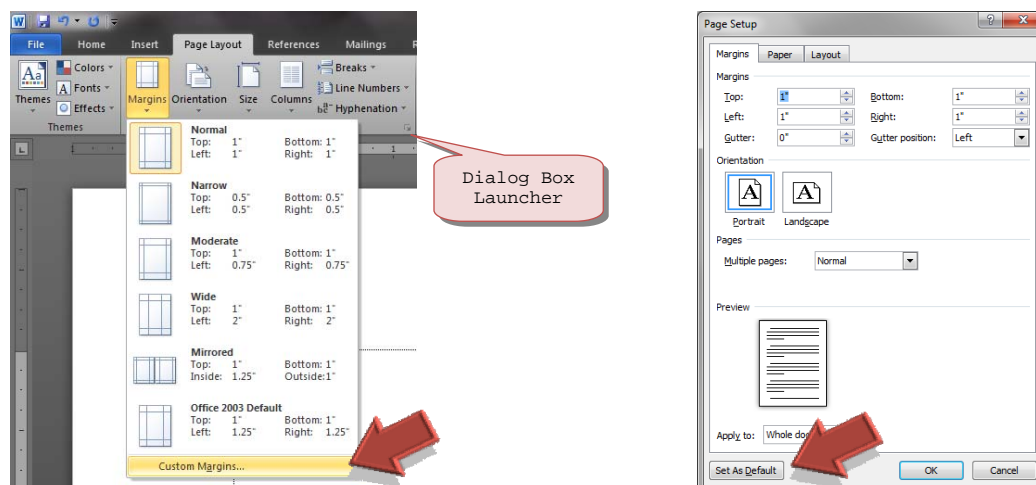 W
File Home Insert Page Layout References Mailings
Aa Colors
A Fonts
Effects
Themes
Margins Orientation Size Columns
Breaks
Line Numbers
Hyphenation
Themes
Normal
Top: 1" Bottom: 1"
Left: 1" Right: 1"
Narrow
Top: 0.5" Bottom: 0.5"
Left: 0.5" Right: 0.5"
Moderate
Top: 1" Bottom: 1"
Left: 0.75" Right: 0.75"
Wide
Top: 1" Bottom: 1"
Left: 2" Right: 2"
Mirrored
Top: 1" Bottom: 1"
Inside: 1.25" Outside:1"
Office 2003 Default
Top: 1" Bottom: 1"
Left: 1.25" Right: 1.25"
Custom Margins...
L
1
1
Dialog Box
Launcher
Page Setup
Margins Paper Layout
Margins
Top: 1" Bottom: 1"
Left: 1" Right: 1"
Gutter: 0" Gutter position: Left
Orientation
A A
Portrait Landscape
Pages
Multiple pages: Normal
Preview
Apply to: Whole
Set As Default OK Cancel